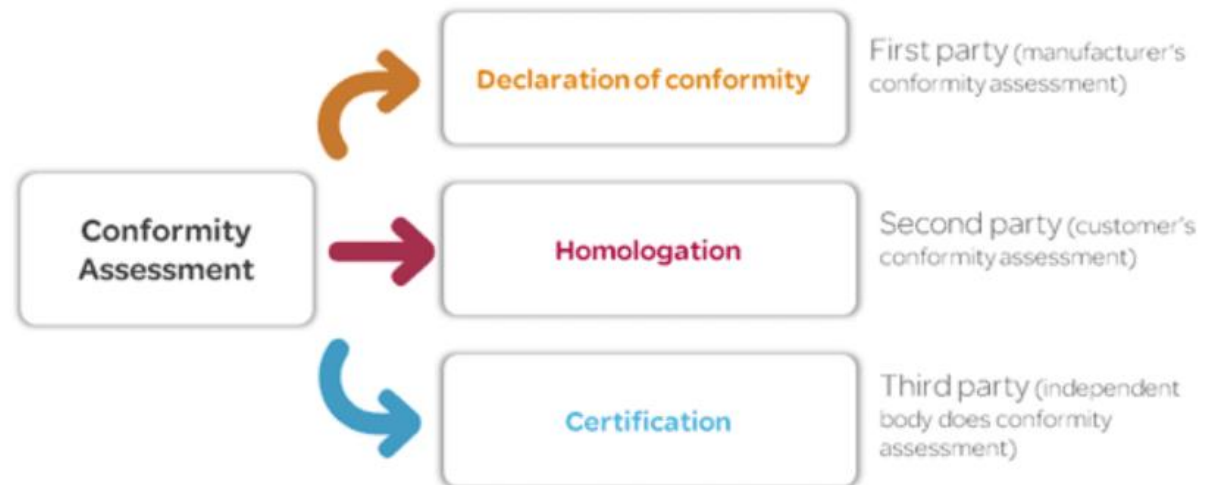 Declaration of conformity
First party (manufacturer's
conformity assessment)
Conformity
Assessment
Homologation
Second party (customer's
conformity assessment)
Certification
Third party (independent
body does conformity
assessment)